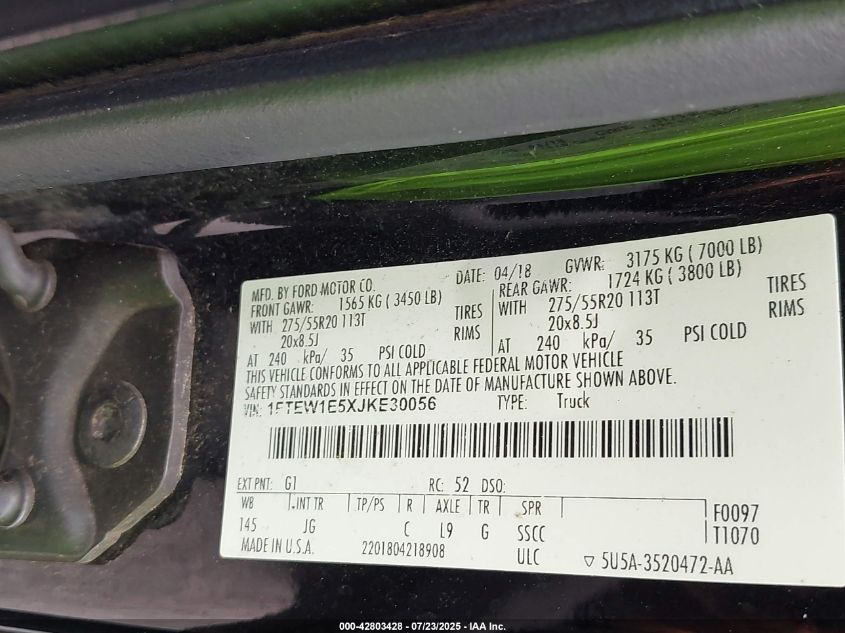 MFD. BY FORD MOTOR CO. DATE: 04/18 GVWR: 3175 KG ( 7000 LB)
FRONT GAWR: 1565 KG ( 3450 LB) REAR GAWR: 1724 KG ( 3800 LB)
WITH 275/55R20 113T TIRES WITH 275/55R20 113T TIRES
20x8.5J RIMS 20x8.5J RIMS
AT 240 kPa/ 35 PSI COLD AT 240 kPa/ 35 PSI COLD
THIS VEHICLE CONFORMS TO ALL APPLICABLE FEDERAL MOTOR VEHICLE
SAFETY STANDARDS IN EFFECT ON THE DATE OF MANUFACTURE SHOWN ABOVE.
VIN: 1FTEW1E5XJKE30056 TYPE: Truck
EXT PNT: G1 RC: 52 DSO:
WB INT TR TP/PS R AXLE TR SPR F0097
145 JG C L9 G SSCC T1070
MADE IN U.S.A. 2201804218908 ULC ▽ 5U5A-3520472-AA
000-42803428 - 07/23/2025 - IAA Inc.